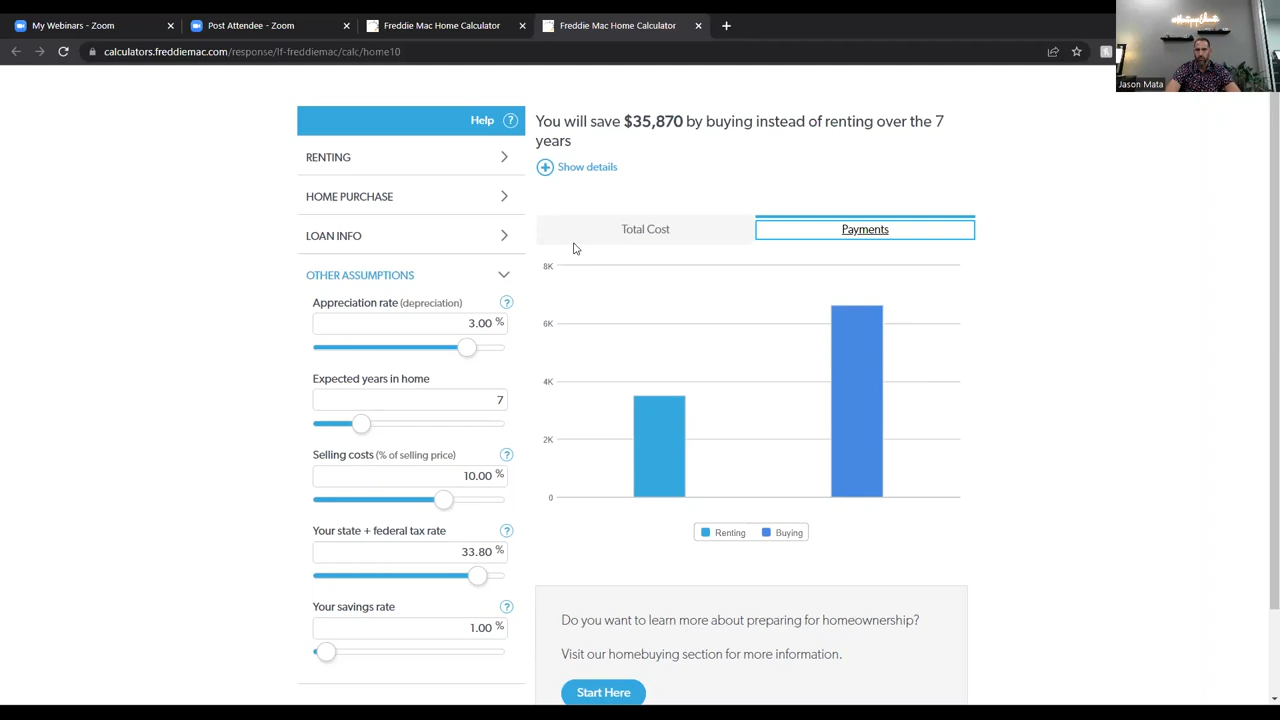 My Webinars - Zoom
Post Attendee - Zoom
Freddie Mac Home Calculator
Freddie Mac Home Calculator
calculators.freddiemac.com/response/lf-freddiemac/calc/home10
Jason Mata
Help ?
RENTING
HOME PURCHASE
LOAN INFO
OTHER ASSUMPTIONS
Appreciation rate (depreciation) ?
3.00 %
Expected years in home
7
Selling costs (% of selling price) ?
10.00 %
Your state + federal tax rate ?
33.80 %
Your savings rate ?
1.00 %
You will save $35,870 by buying instead of renting over the 7
years
Show details
Total Cost
Payments
8K
6K
4K
2K
0
Renting Buying
Do you want to learn more about preparing for homeownership?
Visit our homebuying section for more information.
Start Here